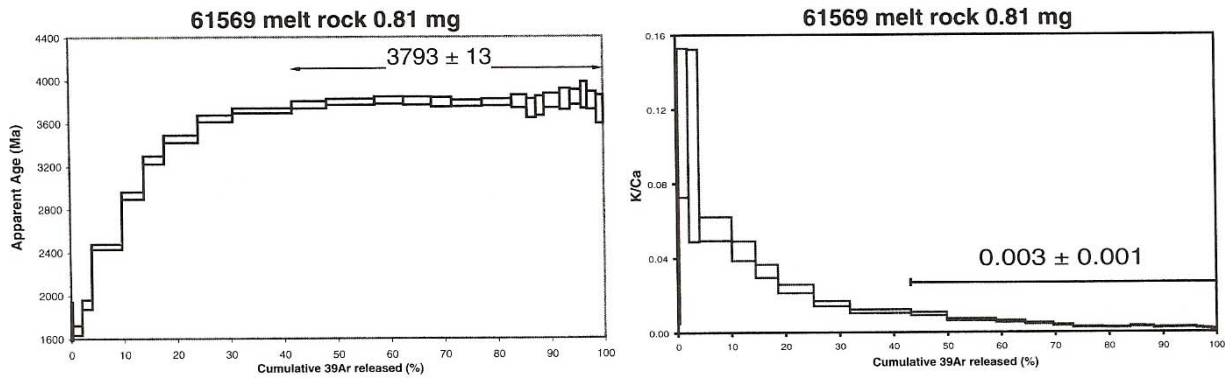 61569 melt rock 0.81 mg
4400
4000
3600
3200
2800
2400
2000
1600
Apparent Age (Ma)
3793 ± 13
0 10 20 30 40 50 60 70 80 90 100
Cumulative 39Ar released (%)
61569 melt rock 0.81 mg
0.16
0.12
0.08
0.04
0.00
K/Ca
0.003 ± 0.001
0 10 20 30 40 50 60 70 80 90 100
Cumulative 39Ar released (%)